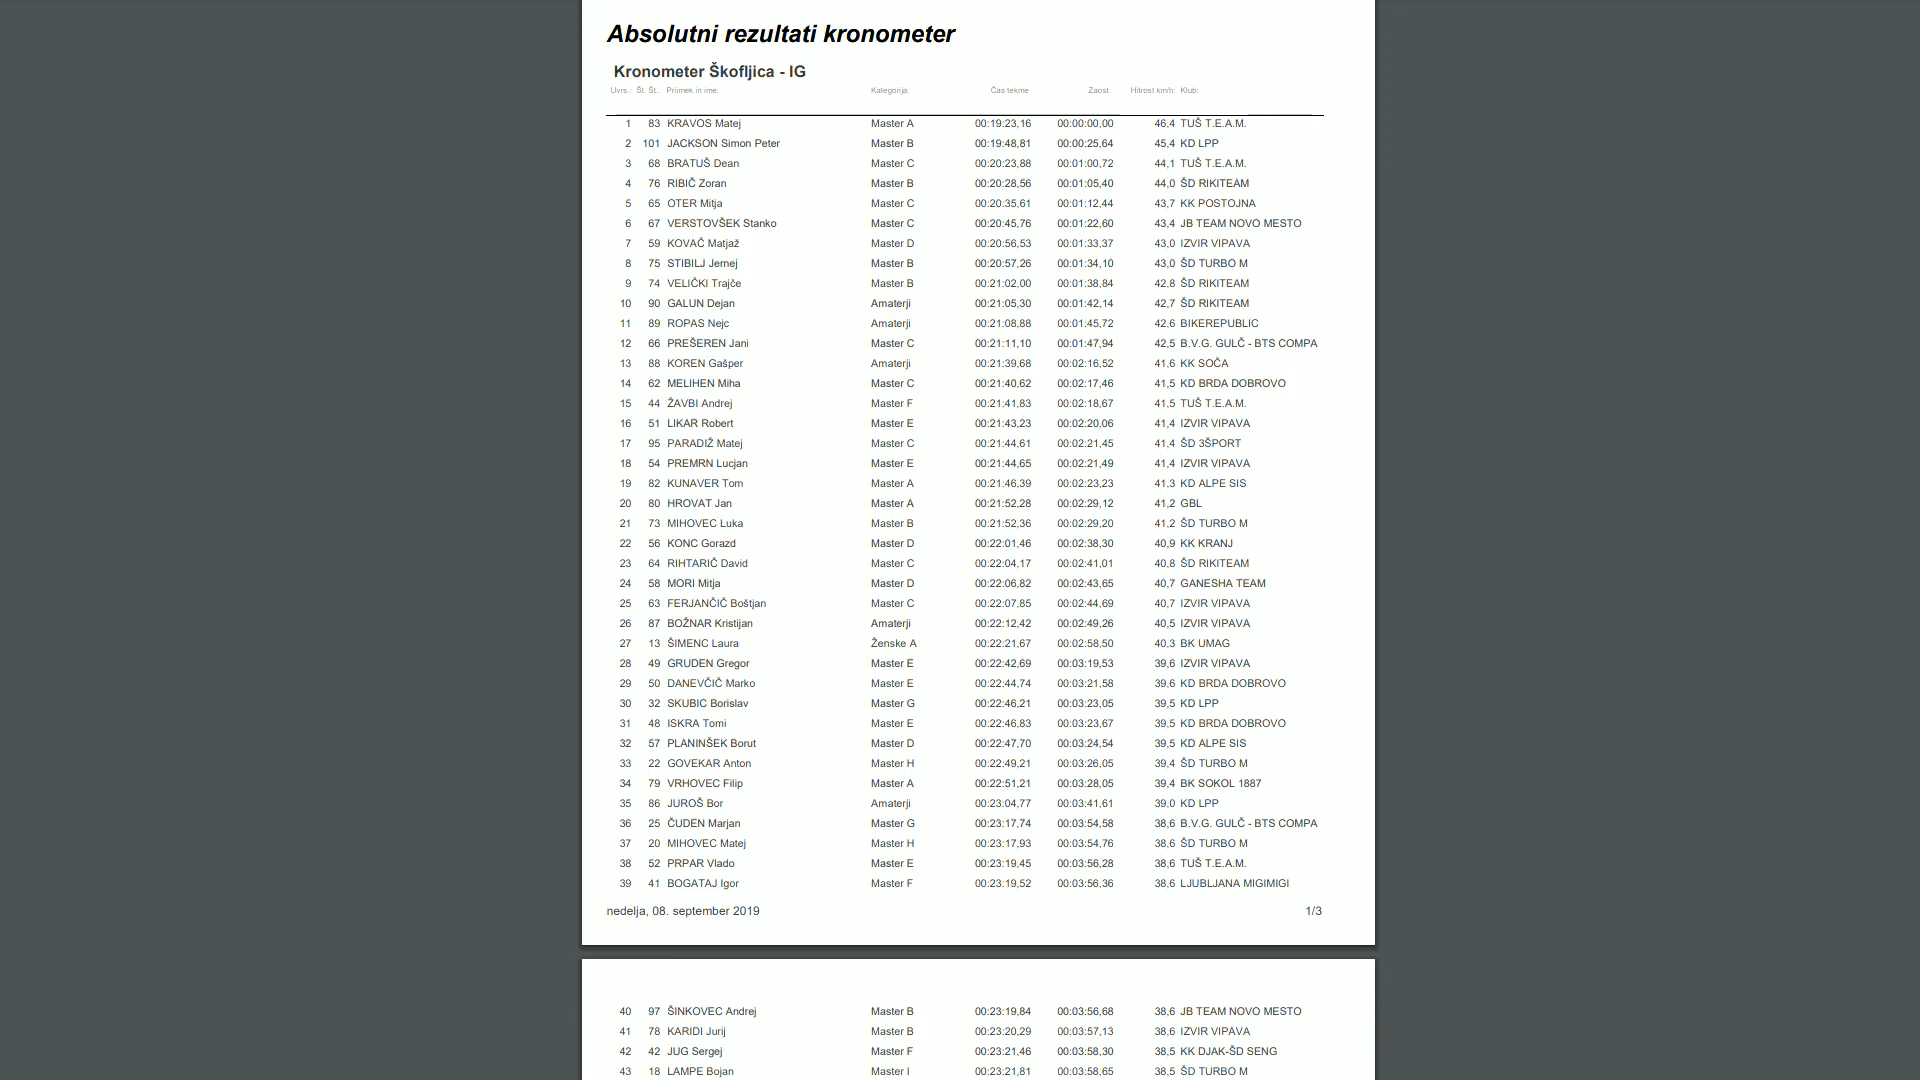 Absolutni rezultati kronometer
Kronometer Škofljica - IG
Uvrs.: Št. Št.: Priimek in ime: Kategorija: Čas tekme Zaost. Hitrost km/h: Klub:
1 83 KRAVOS Matej Master A 00:19:23,16 00:00:00,00 46,4 TUŠ T.E.A.M.
2 101 JACKSON Simon Peter Master B 00:19:48,81 00:00:25,64 45,4 KD LPP
3 68 BRATUŠ Dean Master C 00:20:23,88 00:01:00,72 44,1 TUŠ T.E.A.M.
4 76 RIBIČ Zoran Master B 00:20:28,56 00:01:05,40 44,0 ŠD RIKITEAM
5 65 OTER Mitja Master C 00:20:35,61 00:01:12,44 43,7 KK POSTOJNA
6 67 VERSTOVŠEK Stanko Master C 00:20:45,76 00:01:22,60 43,4 JB TEAM NOVO MESTO
7 59 KOVAČ Matjaž Master D 00:20:56,53 00:01:33,37 43,0 IZVIR VIPAVA
8 75 STIBILJ Jernej Master B 00:20:57,26 00:01:34,10 43,0 ŠD TURBO M
9 74 VELIČKI Trajče Master B 00:21:02,00 00:01:38,84 42,8 ŠD RIKITEAM
10 90 GALUN Dejan Amaterji 00:21:05,30 00:01:42,14 42,7 ŠD RIKITEAM
11 89 ROPAS Nejc Amaterji 00:21:08,88 00:01:45,72 42,6 BIKEREPUBLIC
12 66 PREŠEREN Jani Master C 00:21:11,10 00:01:47,94 42,5 B.V.G. GULČ - BTS COMPA
13 88 KOREN Gašper Amaterji 00:21:39,68 00:02:16,52 41,6 KK SOČA
14 62 MELIHEN Miha Master C 00:21:40,62 00:02:17,46 41,5 KD BRDA DOBROVO
15 44 ŽAVBI Andrej Master F 00:21:41,83 00:02:18,67 41,5 TUŠ T.E.A.M.
16 51 LIKAR Robert Master E 00:21:43,23 00:02:20,06 41,4 IZVIR VIPAVA
17 95 PARADIŽ Matej Master C 00:21:44,61 00:02:21,45 41,4 ŠD 3ŠPORT
18 54 PREMRN Lucjan Master E 00:21:44,65 00:02:21,49 41,4 IZVIR VIPAVA
19 82 KUNAVER Tom Master A 00:21:46,39 00:02:23,23 41,3 KD ALPE SIS
20 80 HROVAT Jan Master A 00:21:52,28 00:02:29,12 41,2 GBL
21 73 MIHOVEC Luka Master B 00:21:52,36 00:02:29,20 41,2 ŠD TURBO M
22 56 KONC Gorazd Master D 00:22:01,46 00:02:38,30 40,9 KK KRANJ
23 64 RIHTARIČ David Master C 00:22:04,17 00:02:41,01 40,8 ŠD RIKITEAM
24 58 MORI Mitja Master D 00:22:06,82 00:02:43,65 40,7 GANESHA TEAM
25 63 FERJANČIČ Boštjan Master C 00:22:07,85 00:02:44,69 40,7 IZVIR VIPAVA
26 87 BOŽNAR Kristijan Amaterji 00:22:12,42 00:02:49,26 40,5 IZVIR VIPAVA
27 13 ŠIMENC Laura Ženske A 00:22:21,67 00:02:58,50 40,3 BK UMAG
28 49 GRUDEN Gregor Master E 00:22:42,69 00:03:19,53 39,6 IZVIR VIPAVA
29 50 DANEVČIČ Marko Master E 00:22:44,74 00:03:21,58 39,6 KD BRDA DOBROVO
30 32 SKUBIC Borislav Master G 00:22:46,21 00:03:23,05 39,5 KD LPP
31 48 ISKRA Tomi Master E 00:22:46,83 00:03:23,67 39,5 KD BRDA DOBROVO
32 57 PLANINŠEK Borut Master D 00:22:47,70 00:03:24,54 39,5 KD ALPE SIS
33 22 GOVEKAR Anton Master H 00:22:49,21 00:03:26,05 39,4 ŠD TURBO M
34 79 VRHOVEC Filip Master A 00:22:51,21 00:03:28,05 39,4 BK SOKOL 1887
35 86 JUROŠ Bor Amaterji 00:23:04,77 00:03:41,61 39,0 KD LPP
36 25 ČUDEN Marjan Master G 00:23:17,74 00:03:54,58 38,6 B.V.G. GULČ - BTS COMPA
37 20 MIHOVEC Matej Master H 00:23:17,93 00:03:54,76 38,6 ŠD TURBO M
38 52 PRPAR Vlado Master E 00:23:19,45 00:03:56,28 38,6 TUŠ T.E.A.M.
39 41 BOGATAJ Igor Master F 00:23:19,52 00:03:56,36 38,6 LJUBLJANA MIGIMIGI
nedelja, 08. september 2019 1/3
40 97 ŠINKOVEC Andrej Master B 00:23:19,84 00:03:56,68 38,6 JB TEAM NOVO MESTO
41 78 KARIDI Jurij Master B 00:23:20,29 00:03:57,13 38,6 IZVIR VIPAVA
42 42 JUG Sergej Master F 00:23:21,46 00:03:58,30 38,5 KK DJAK-ŠD SENG
43 18 LAMPE Bojan Master I 00:23:21,81 00:03:58,65 38,5 ŠD TURBO M